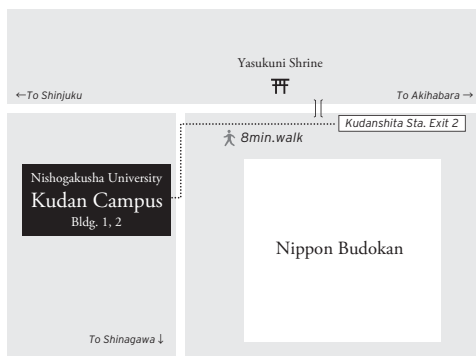 Yasukuni Shrine
←To Shinjuku
To Akihabara →
Kudanshita Sta. Exit 2
8min.walk
Nishogakusha University
Kudan Campus
Bldg. 1, 2
Nippon Budokan
To Shinagawa ↓